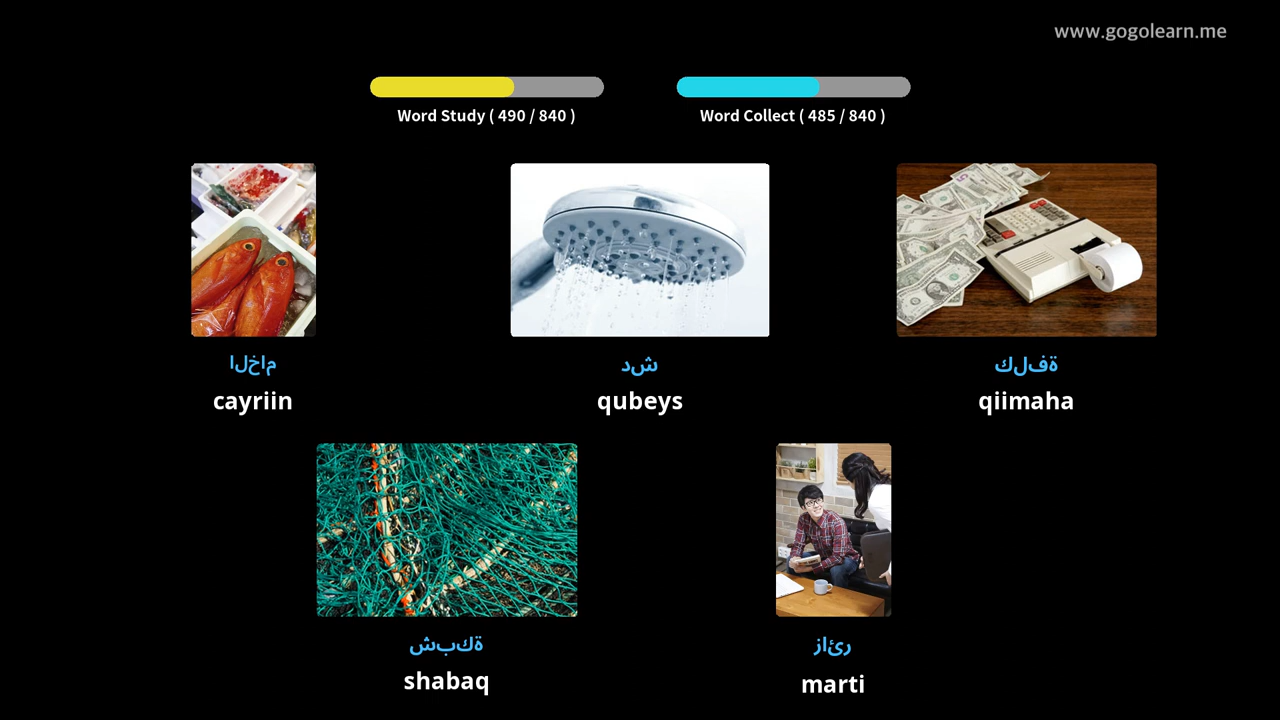 www.gogolearn.me
Word Study ( 490 / 840 )
Word Collect ( 485 / 840 )
الخام
cayriin
دش
qubeys
كلفة
qiimaha
شبكة
shabaq
زائر
marti